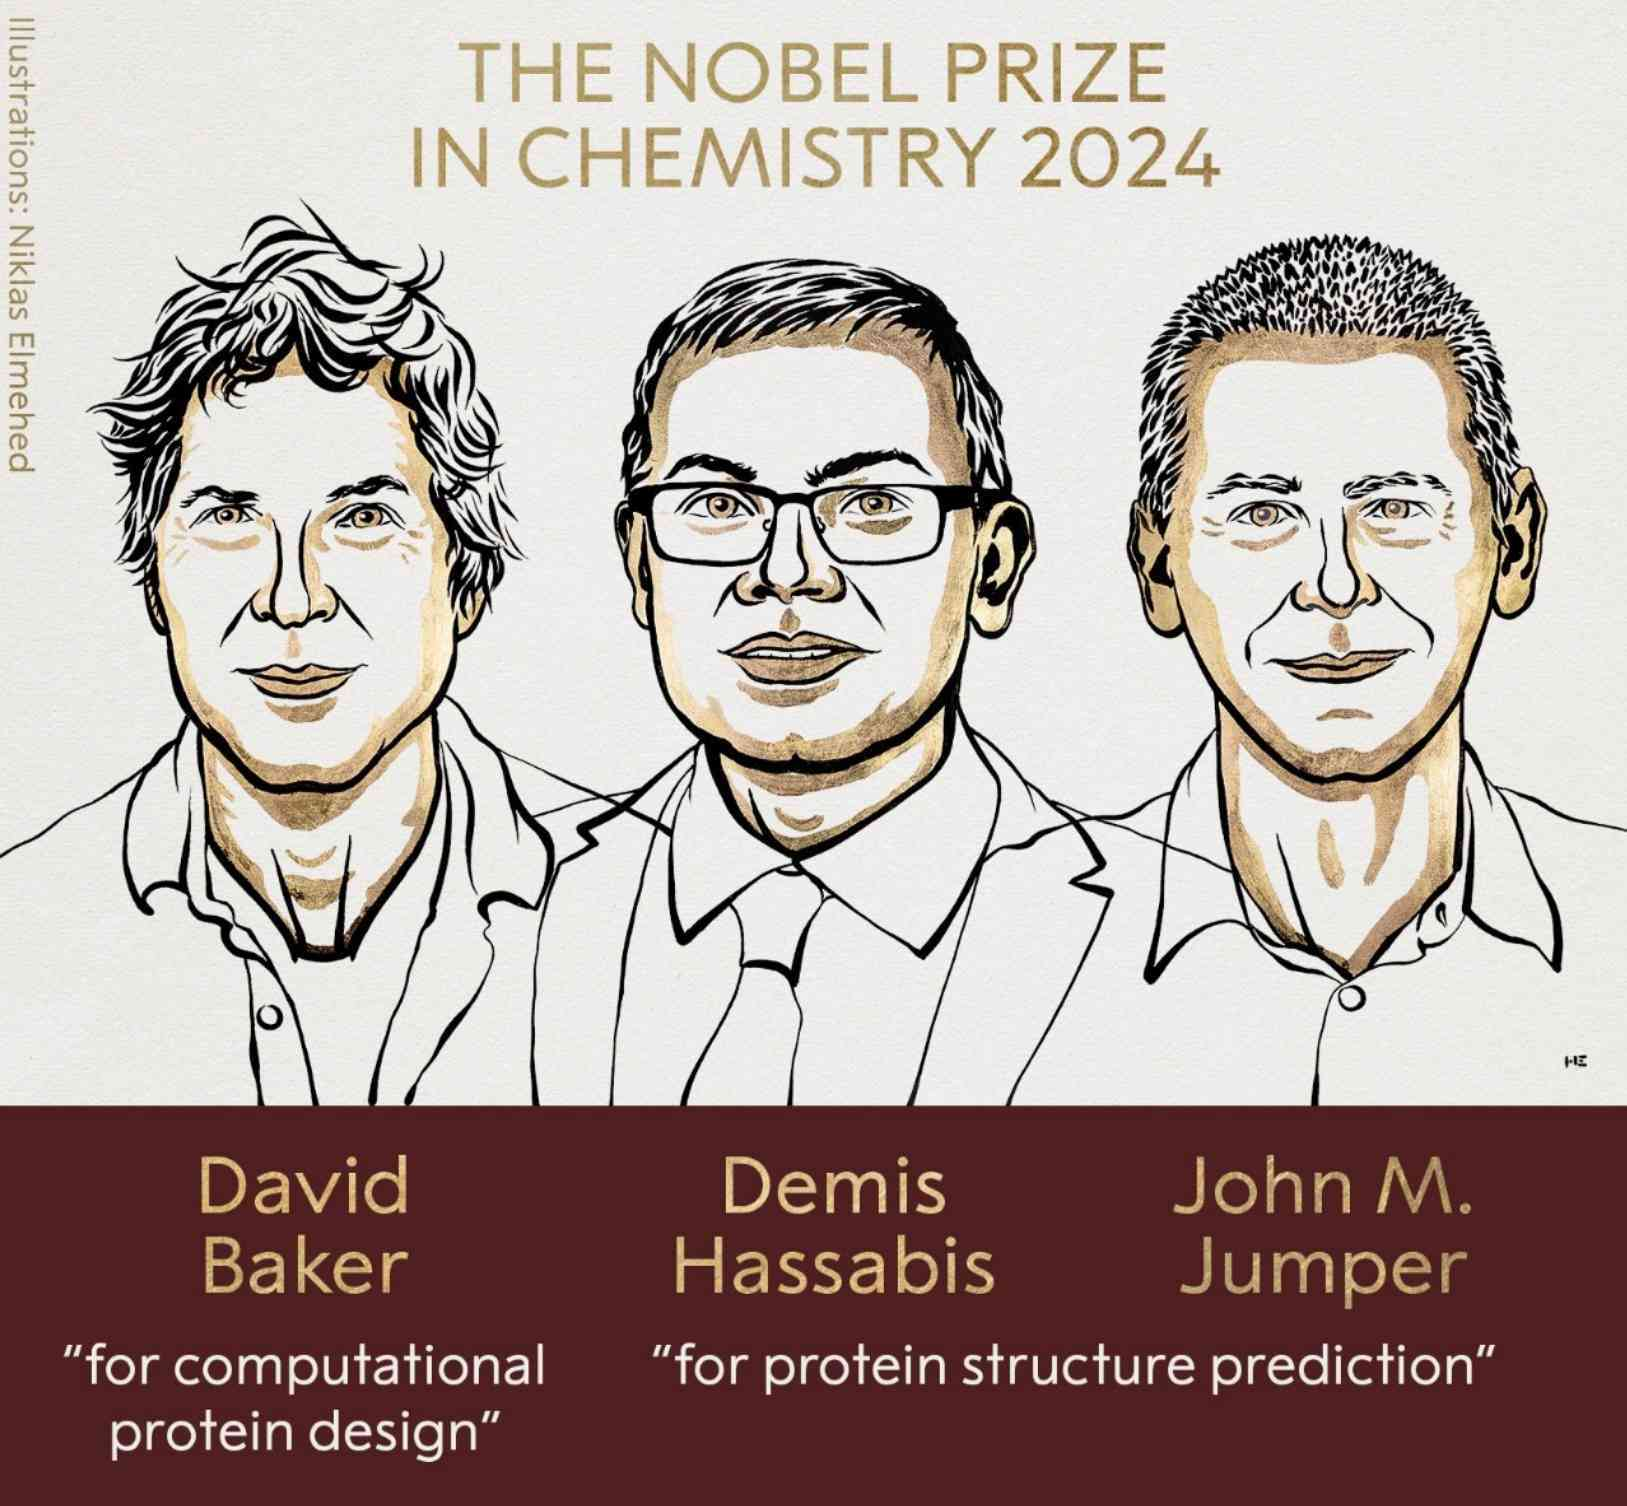 THE NOBEL PRIZE
IN CHEMISTRY 2024
Illustrations: Niklas Elmehed
David
Baker
“for computational
protein design”
Demis
Hassabis
John M.
Jumper
“for protein structure prediction”